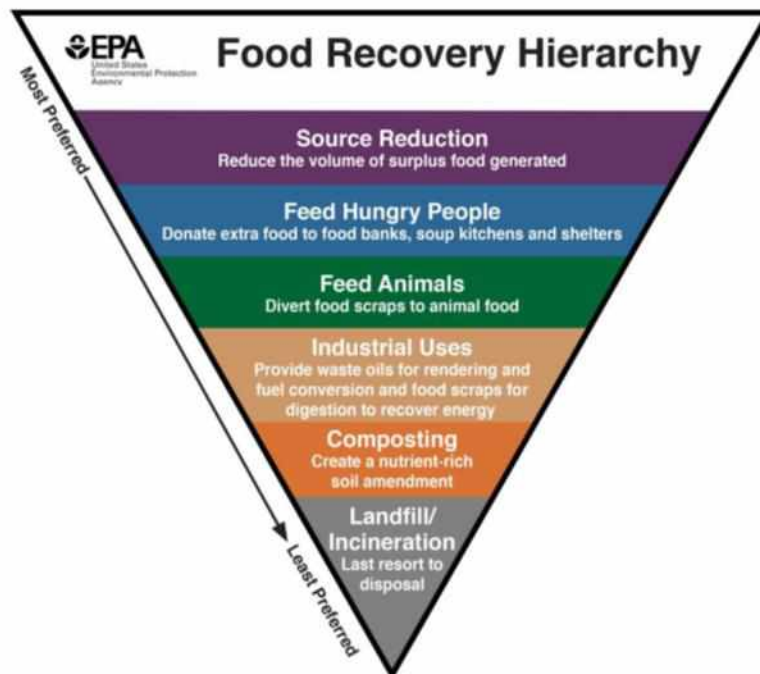 EPA
United States
Environmental Protection
Agency
Food Recovery Hierarchy
Most Preferred
Source Reduction
Reduce the volume of surplus food generated
Feed Hungry People
Donate extra food to food banks, soup kitchens and shelters
Feed Animals
Divert food scraps to animal food
Industrial Uses
Provide waste oils for rendering and
fuel conversion and food scraps for
digestion to recover energy
Composting
Create a nutrient-rich
soil amendment
Landfill/
Incineration
Last resort to
disposal
Least Preferred